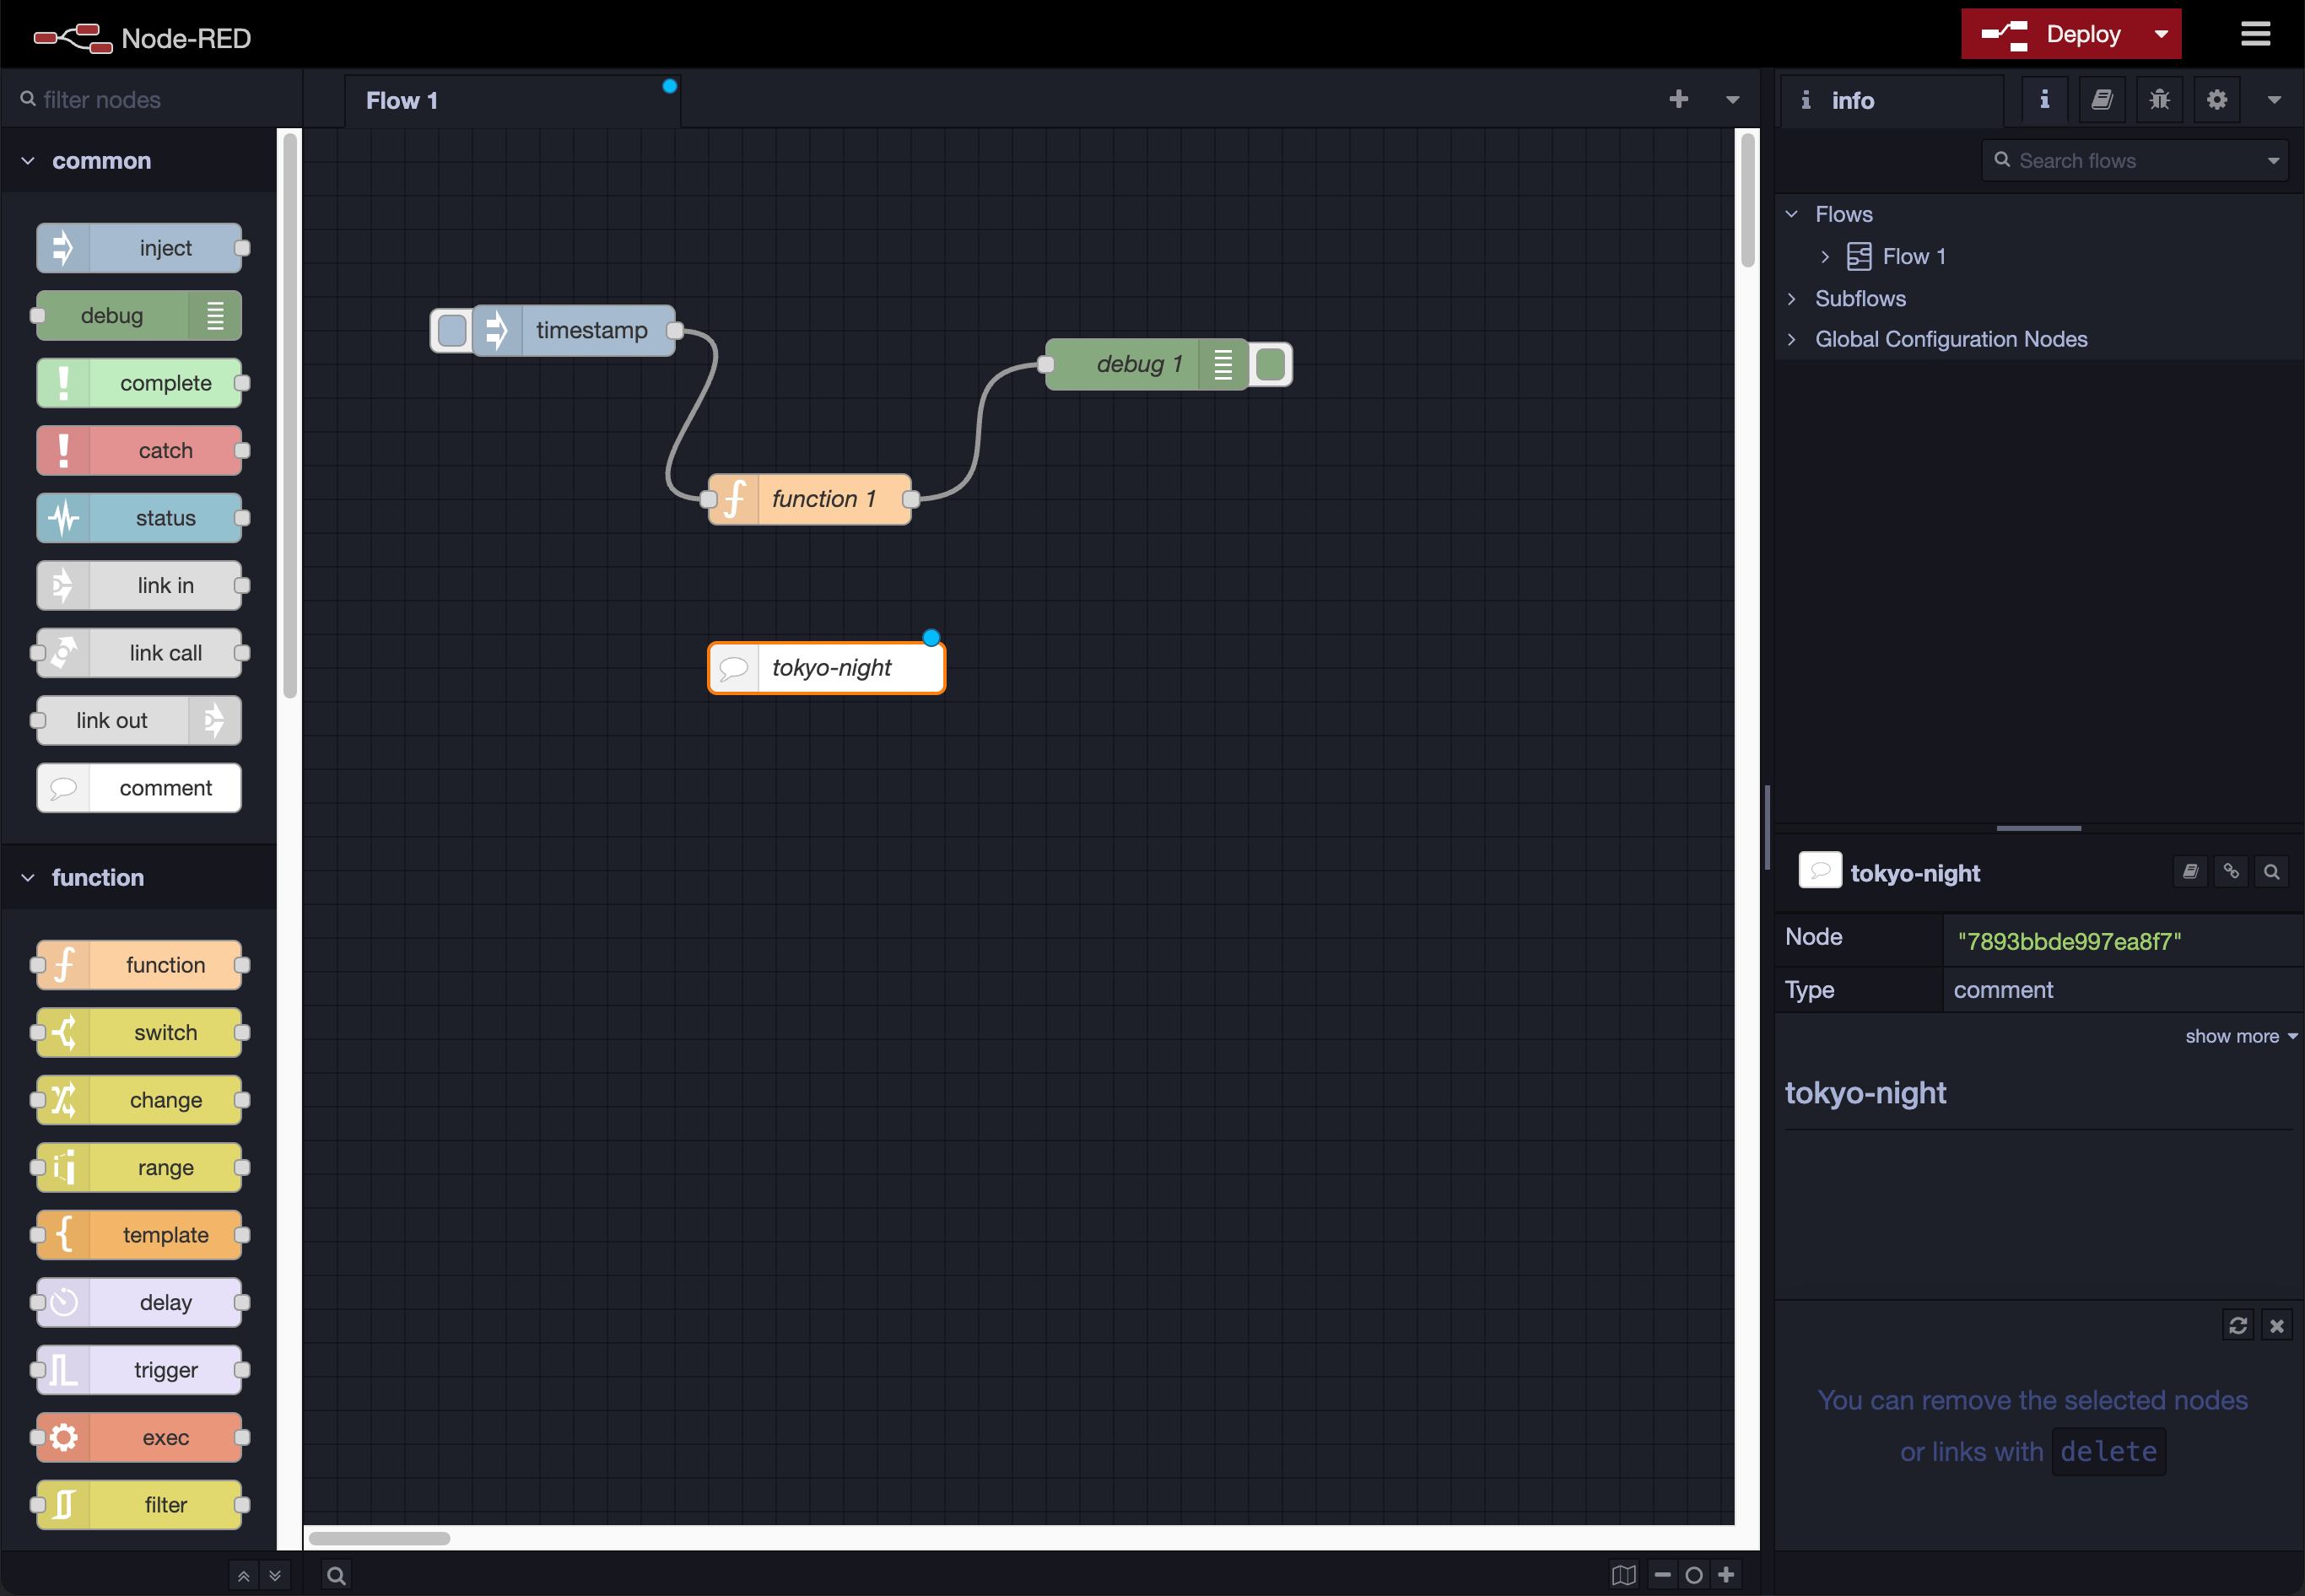 Node-RED
Deploy
filter nodes
Flow 1
info
common
Search flows
inject
debug
complete
catch
status
link in
link call
link out
comment
function
function
switch
change
range
template
delay
trigger
exec
filter
timestamp
debug 1
function 1
tokyo-night
Flows
Flow 1
Subflows
Global Configuration Nodes
tokyo-night
Node "7893bbde997ea8f7"
Type comment
show more
tokyo-night
You can remove the selected nodes
or links with delete